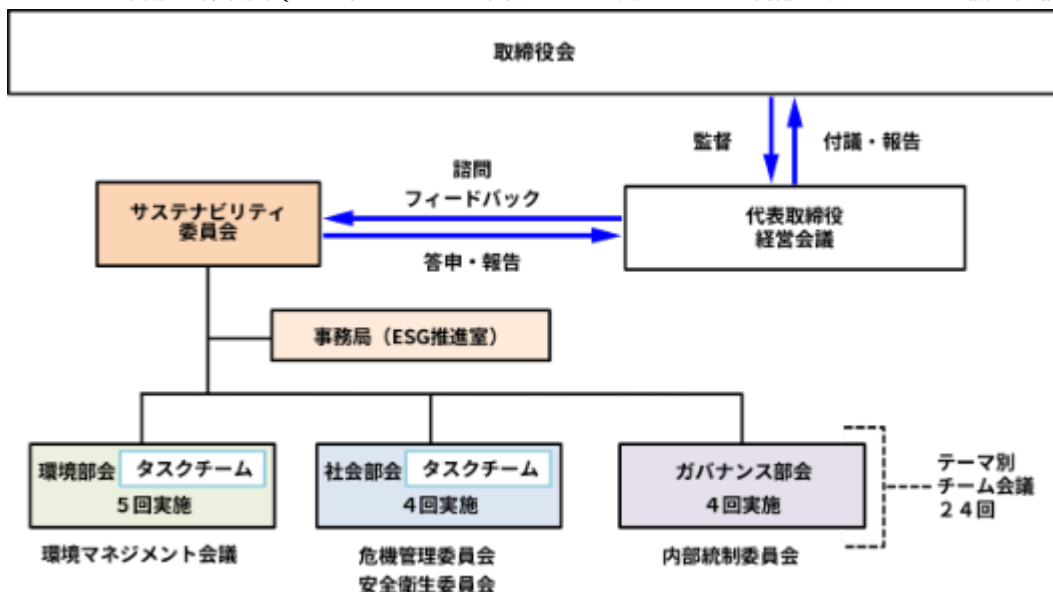 取締役会
監督
付議・報告
諮問
フィードバック
サステナビリティ
委員会
代表取締役
経営会議
答申・報告
事務局（ESG推進室）
環境部会 タスクチーム
５回実施
社会部会 タスクチーム
４回実施
ガバナンス部会
４回実施
テーマ別
チーム会議
２４回
環境マネジメント会議
危機管理委員会
安全衛生委員会
内部統制委員会